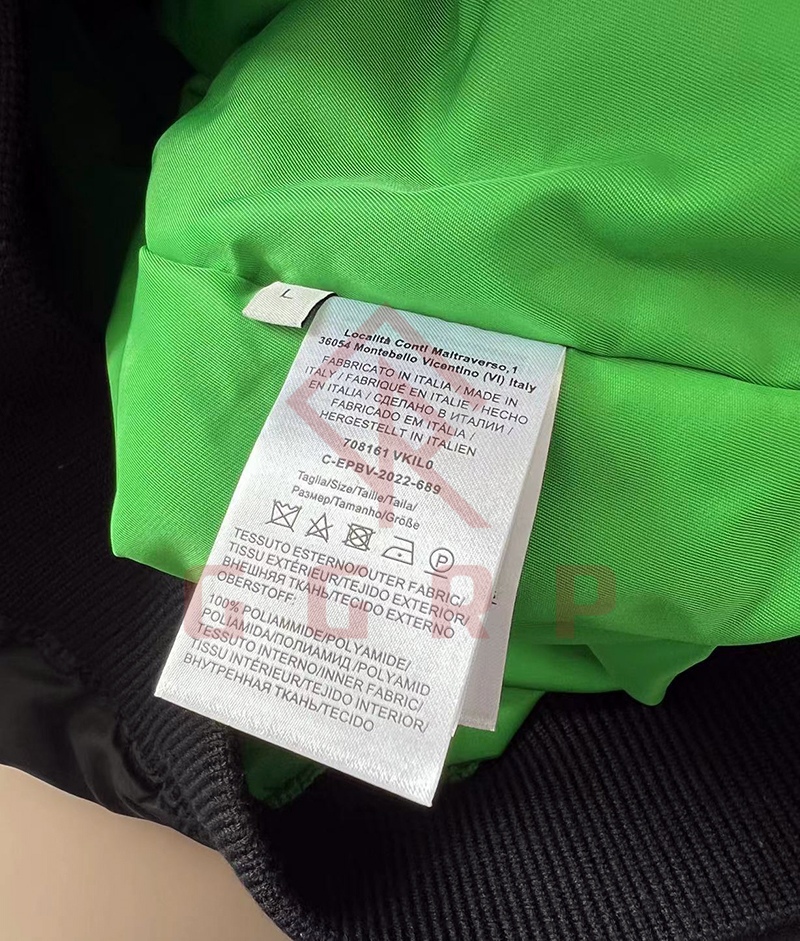 L
Località Conti Maltraverso,1
36054 Montebello Vicentino (VI) Italy
FABBRICATO IN ITALIA / MADE IN
ITALY / FABRIQUÉ EN ITALIE / HECHO
EN ITALIA / СДЕЛАНО В ИТАЛИИ /
FABRICADO EM ITÁLIA /
HERGESTELLT IN ITALIEN
708161 VKIL0
C-EPBV-2022-689
Taglia/Size/Taille/Taila/
Размер/Tamanho/Größe
P
TESSUTO ESTERNO/OUTER FABRIC/
TISSU EXTÉRIEUR/TEJIDO EXTERIOR/
ВНЕШНЯЯ ТКАНЬ/TECIDO EXTERNO
OBERSTOFF:
100% POLIAMMIDE/POLYAMIDE/
POLIAMIDA/ПОЛИАМИД/POLYAMID
TESSUTO INTERNO/INNER FABRIC/
TISSU INTÉRIEUR/TEJIDO INTERIOR/
ВНУТРЕННАЯ ТКАНЬ/TECIDO
GGRP